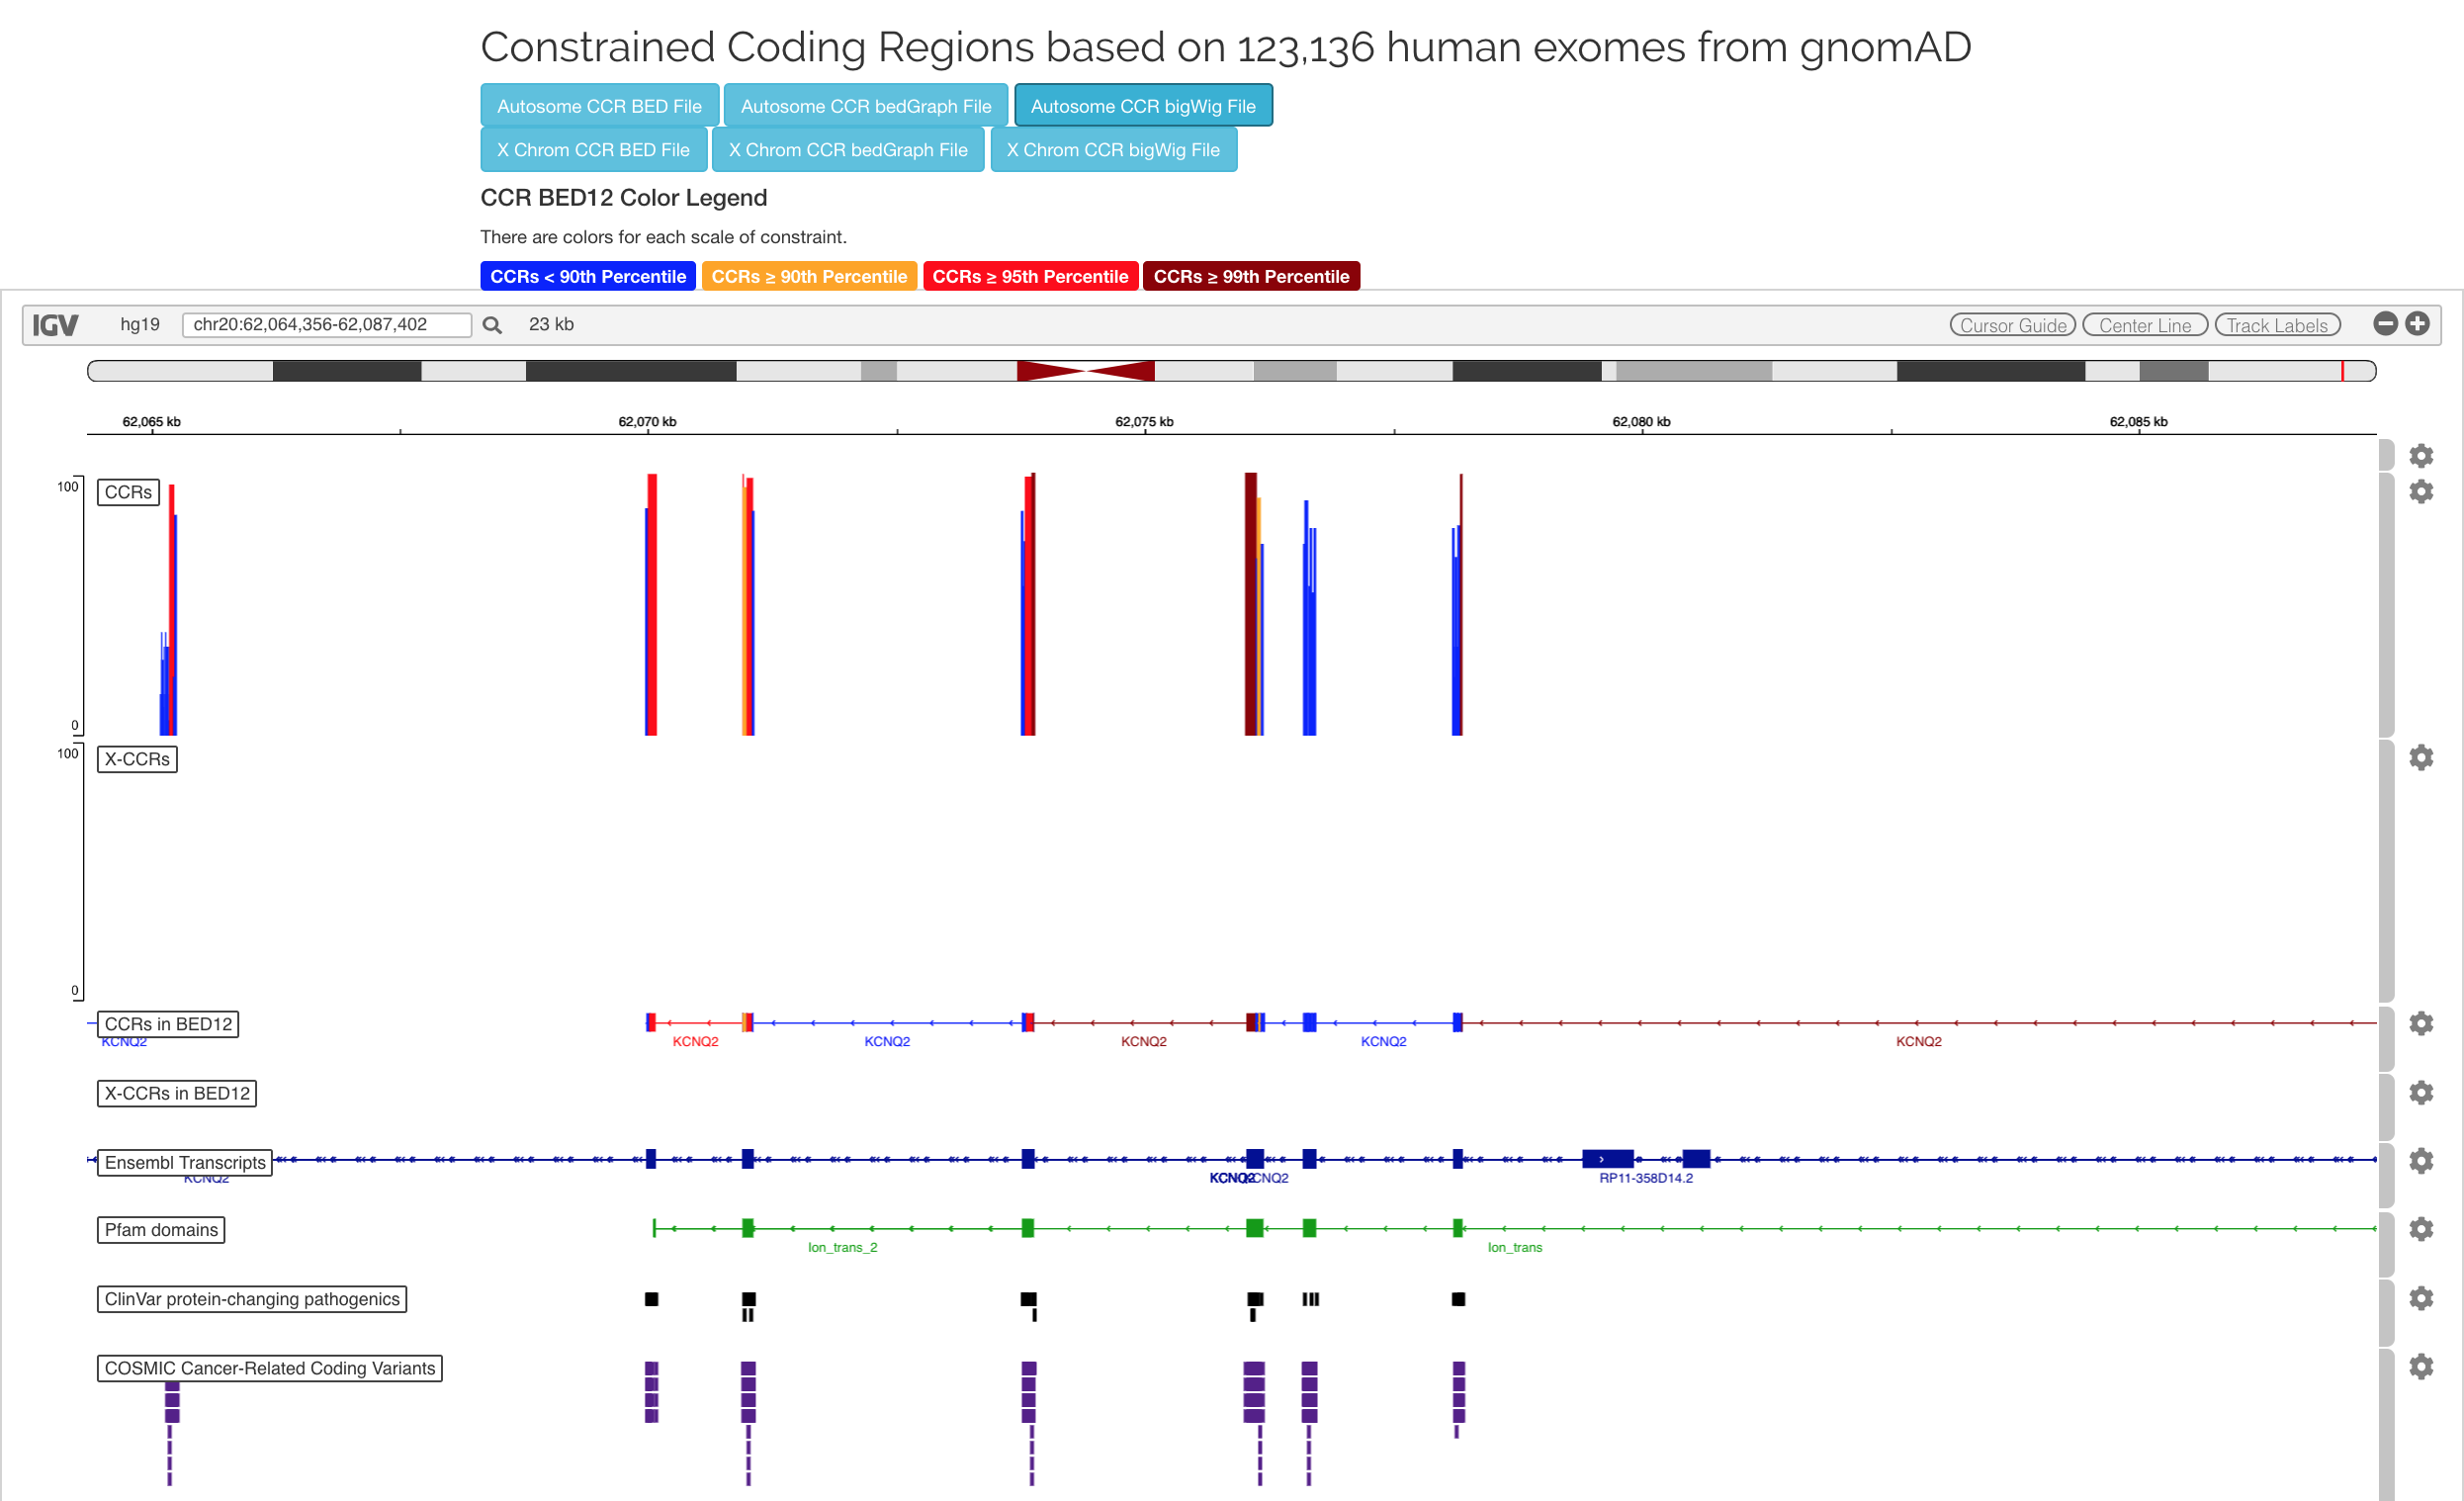 Constrained Coding Regions based on 123,136 human exomes from gnomAD
Autosome CCR BED File Autosome CCR bedGraph File Autosome CCR bigWig File
X Chrom CCR BED File X Chrom CCR bedGraph File X Chrom CCR bigWig File
CCR BED12 Color Legend
There are colors for each scale of constraint.
CCRs < 90th Percentile CCRs ≥ 90th Percentile CCRs ≥ 95th Percentile CCRs ≥ 99th Percentile
IGV hg19 chr20:62,064,356-62,087,402 23 kb Cursor Guide Center Line Track Labels
62,065 kb 62,070 kb 62,075 kb 62,080 kb 62,085 kb
100 CCRs
0
100 X-CCRs
0
CCRs in BED12
KCNQ2 KCNQ2 KCNQ2 KCNQ2 KCNQ2 KCNQ2
X-CCRs in BED12
Ensembl Transcripts
KCNQ2 KCNQ2 KCNQ2 RP11-358D14.2
Pfam domains
Ion_trans_2 Ion_trans
ClinVar protein-changing pathogenics
COSMIC Cancer-Related Coding Variants